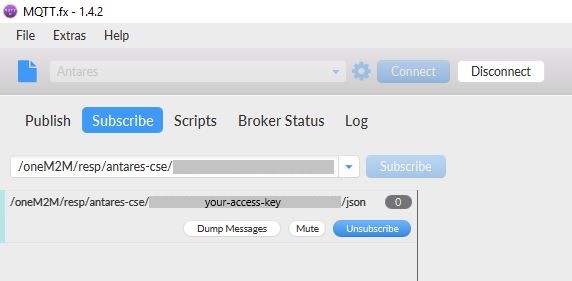 MQTT.fx - 1.4.2
File Extras Help
Antares Connect Disconnect
Publish Subscribe Scripts Broker Status Log
/oneM2M/resp/antares-cse/ Subscribe
/oneM2M/resp/antares-cse/ your-access-key /json 0
Dump Messages Mute Unsubscribe